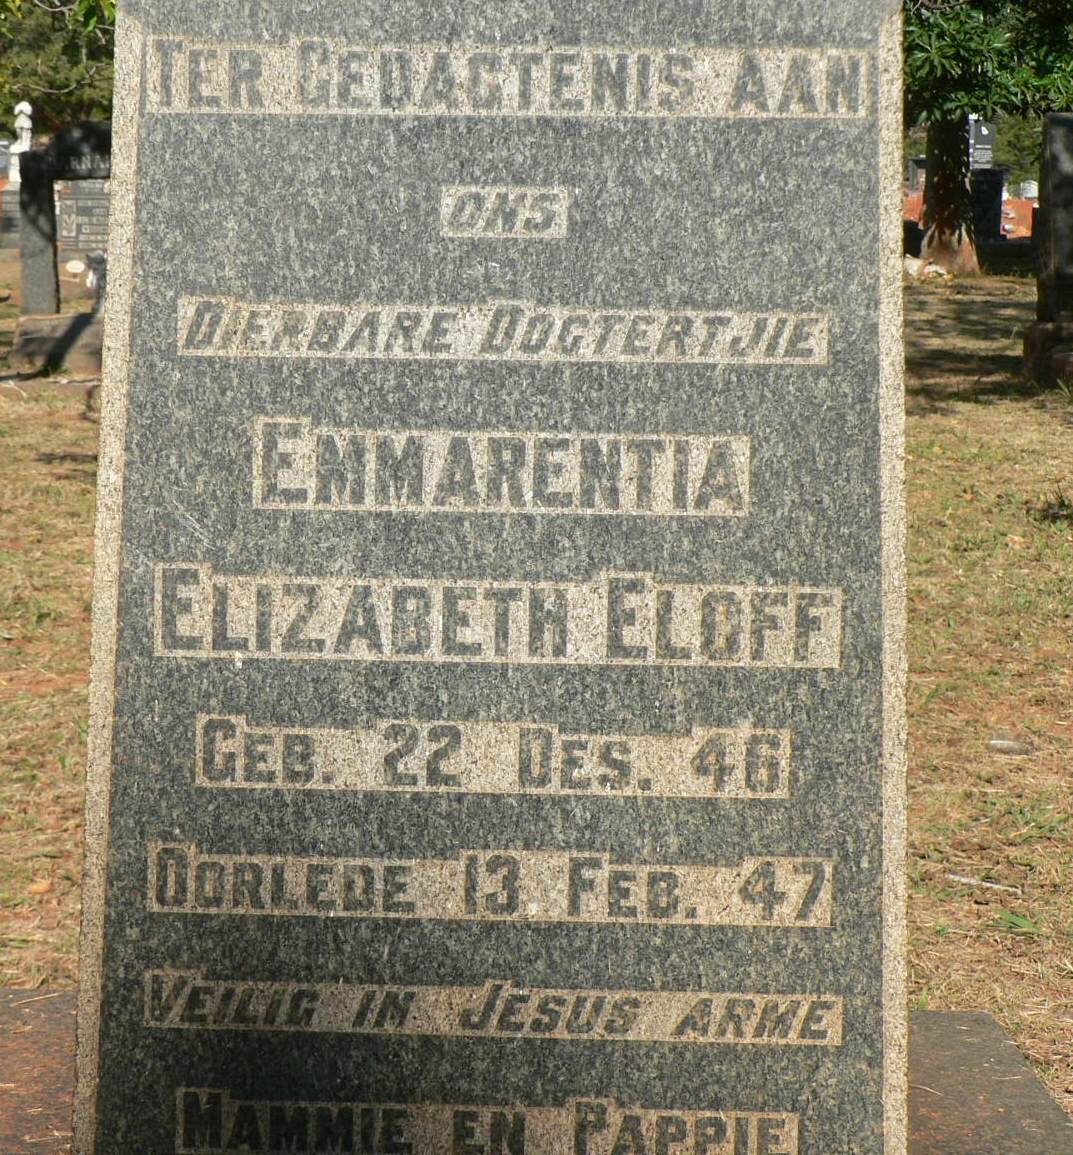 TER GEDAGTENIS AAN
ONS
DIERBARE DOGTERTJIE
EMMARENTIA
ELIZABETH ELOFF
GEB. 22 DES. 46
OORLEDE 13 FEB. 47
VEILIG IN JESUS ARME
MAMMIE EN PAPPIE